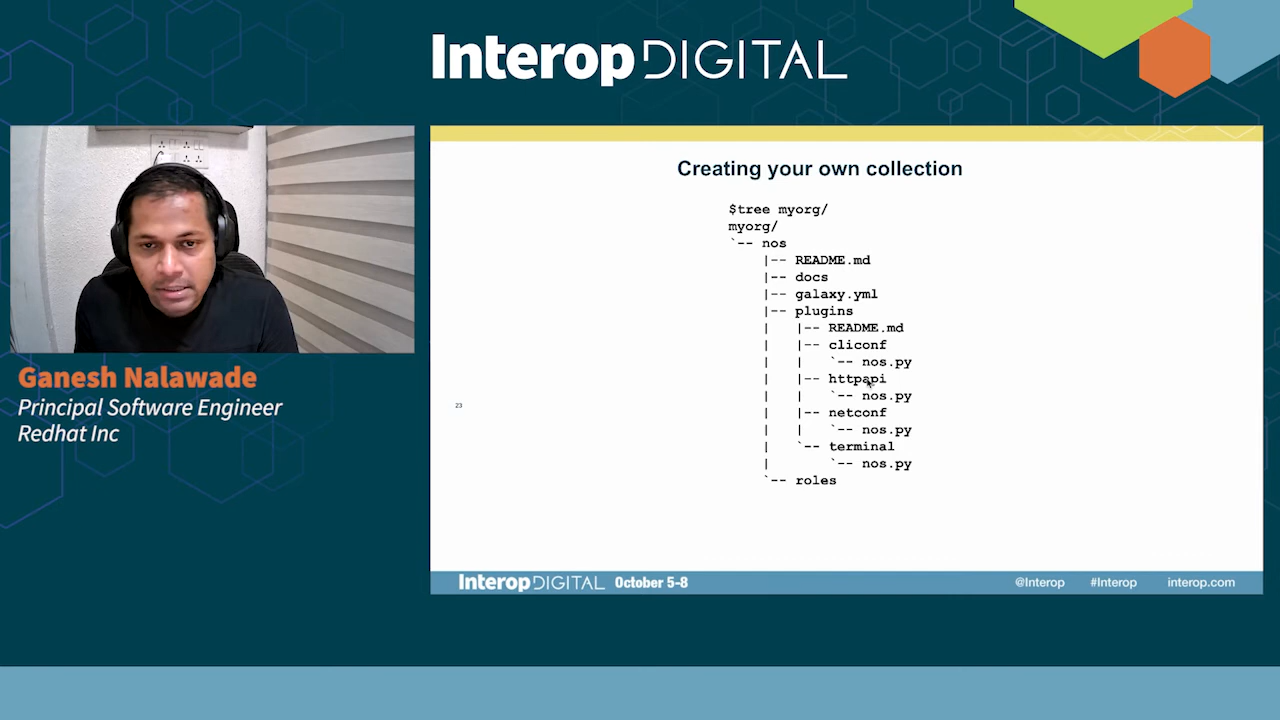 Interop DIGITAL
Ganesh Nalawade
Principal Software Engineer
Redhat Inc
Creating your own collection
$tree myorg/
myorg/
`-- nos
    |-- README.md
    |-- docs
    |-- galaxy.yml
    |-- plugins
    |   |-- README.md
    |   |-- cliconf
    |   |   `-- nos.py
    |   |-- httpapi
    |   |   `-- nos.py
    |   |-- netconf
    |   |   `-- nos.py
    |   `-- terminal
    |       `-- nos.py
    `-- roles
23
Interop DIGITAL October 5-8
@Interop #Interop interop.com